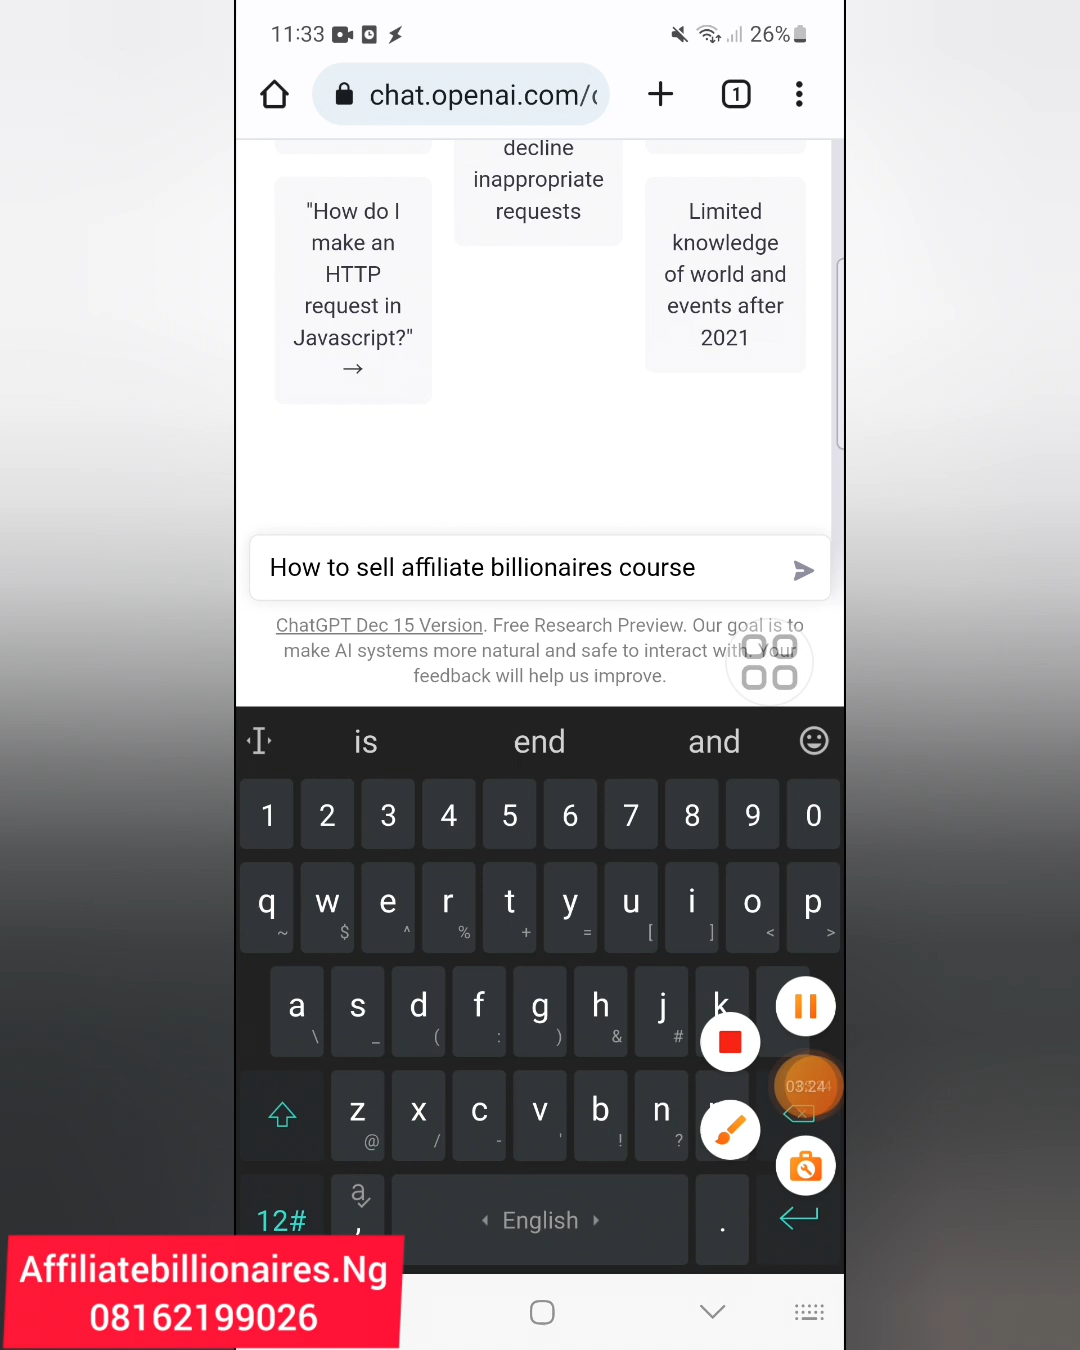 11:33
26%
chat.openai.com/c
1
decline
inappropriate
requests
"How do I
make an
HTTP
request in
Javascript?"
→
Limited
knowledge
of world and
events after
2021
How to sell affiliate billionaires course
ChatGPT Dec 15 Version. Free Research Preview. Our goal is to
make AI systems more natural and safe to interact with. Your
feedback will help us improve.
is end and
1 2 3 4 5 6 7 8 9 0
q w e r t y u i o p
~ $ ^ % + = [ ] < >
a s d f g h j k
\ _ ( : ) & #
03:24
z x c v b n
@ / - ' ! ?
12# , English .
Affiliatebillionaires.Ng
08162199026